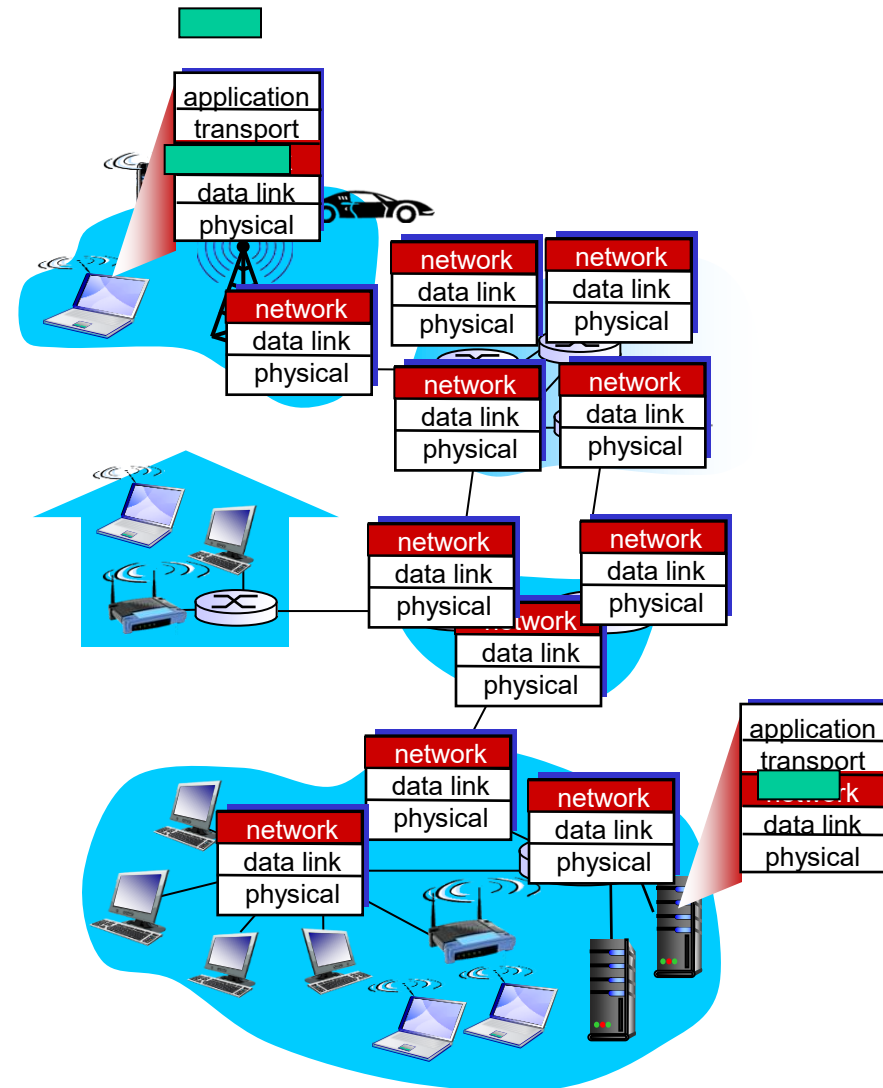 application
transport
data link
physical
network
data link
physical
network
data link
physical
network
data link
physical
network
data link
physical
network
data link
physical
network
data link
physical
network
data link
physical
network
data link
physical
network
data link
physical
network
data link
physical
network
data link
physical
application
transport
network
data link
physical